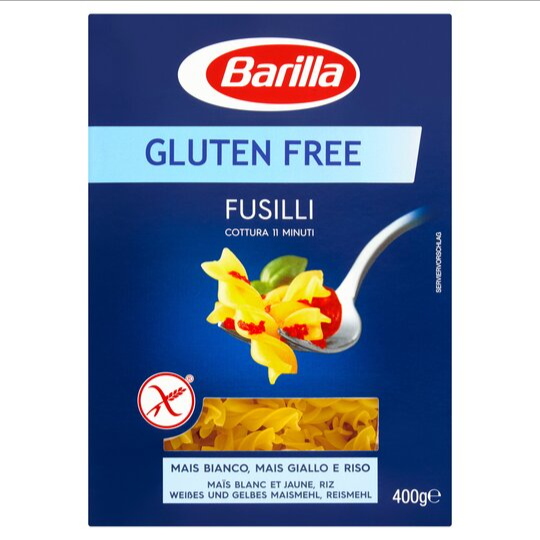 Barilla
GLUTEN FREE
FUSILLI
COTTURA 11 MINUTI
SERVIERVORSCHLAG
MAIS BIANCO, MAIS GIALLO E RISO
MAÏS BLANC ET JAUNE, RIZ
WEIßES UND GELBES MAISMEHL, REISMEHL
400g℮